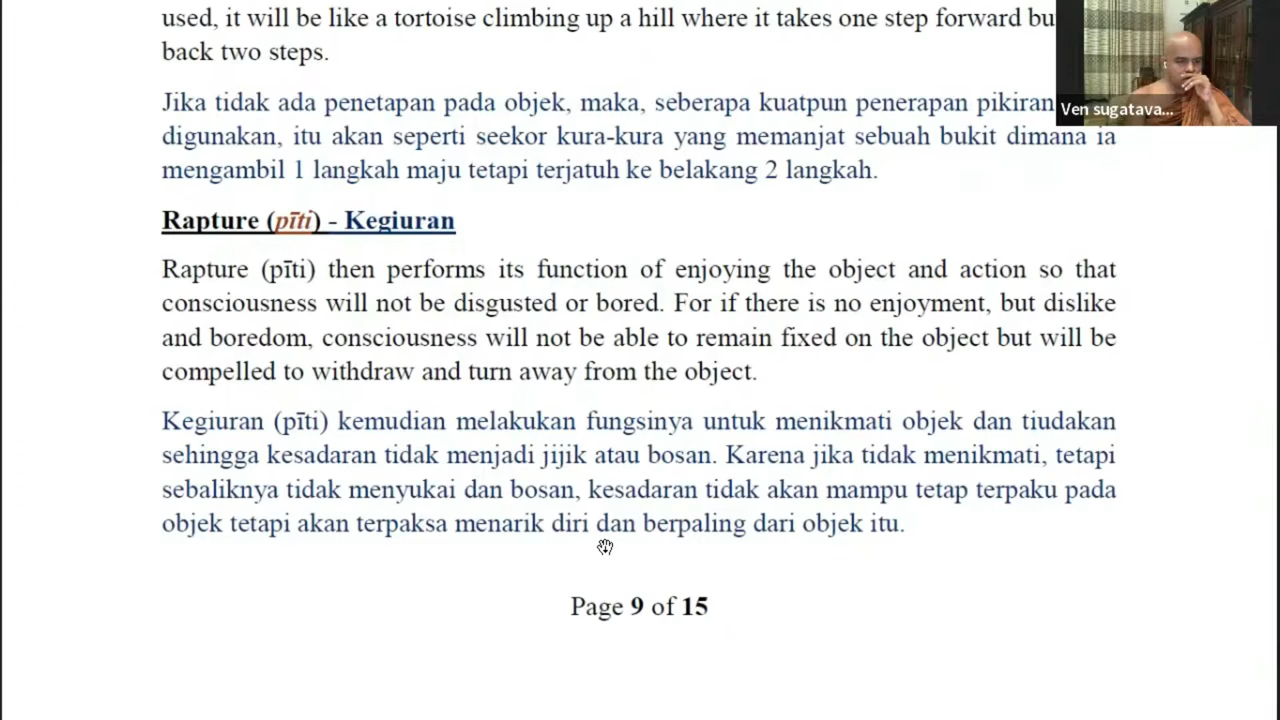 used, it will be like a tortoise climbing up a hill where it takes one step forward bu
back two steps.
Jika tidak ada penetapan pada objek, maka, seberapa kuatpun penerapan pikiran
digunakan, itu akan seperti seekor kura-kura yang memanjat sebuah bukit dimana ia
mengambil 1 langkah maju tetapi terjatuh ke belakang 2 langkah.
Rapture (pīti) - Kegiuran
Rapture (pīti) then performs its function of enjoying the object and action so that
consciousness will not be disgusted or bored. For if there is no enjoyment, but dislike
and boredom, consciousness will not be able to remain fixed on the object but will be
compelled to withdraw and turn away from the object.
Kegiuran (pīti) kemudian melakukan fungsinya untuk menikmati objek dan tiudakan
sehingga kesadaran tidak menjadi jijik atau bosan. Karena jika tidak menikmati, tetapi
sebaliknya tidak menyukai dan bosan, kesadaran tidak akan mampu tetap terpaku pada
objek tetapi akan terpaksa menarik diri dan berpaling dari objek itu.
Page 9 of 15
Ven sugatava...